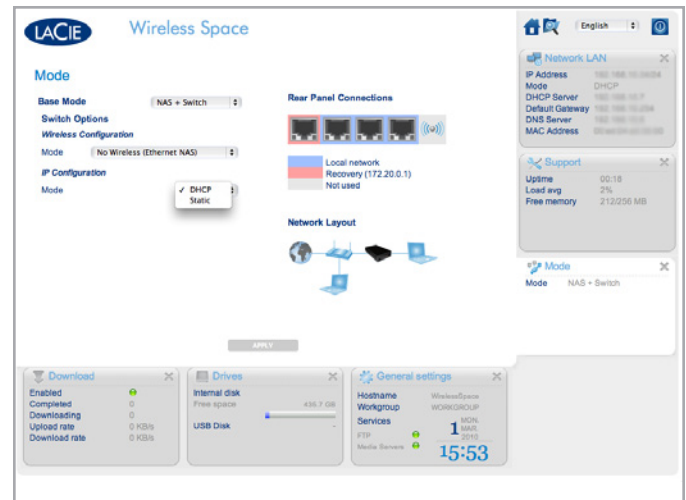 LACIE
Wireless Space
English
Mode
Base Mode
NAS + Switch
Switch Options
Wireless Configuration
Mode
No Wireless (Ethernet NAS)
IP Configuration
Mode
✓ DHCP
Static
Rear Panel Connections
Local network
Recovery (172.20.0.1)
Not used
Network Layout
APPLY
Network LAN
IP Address
Mode DHCP
DHCP Server
Default Gateway
DNS Server
MAC Address
Support
Uptime 00:18
Load avg 2%
Free memory 212/256 MB
Mode
Mode NAS + Switch
Download
Enabled
Completed 0
Downloading 0
Upload rate 0 KB/s
Download rate 0 KB/s
Drives
Internal disk
Free space 439.7 GB
USB Disk -
General settings
Hostname WirelessSpace
Workgroup WORKGROUP
Services
FTP
Media Servers
MON.
1 MAR.
2010
15:53